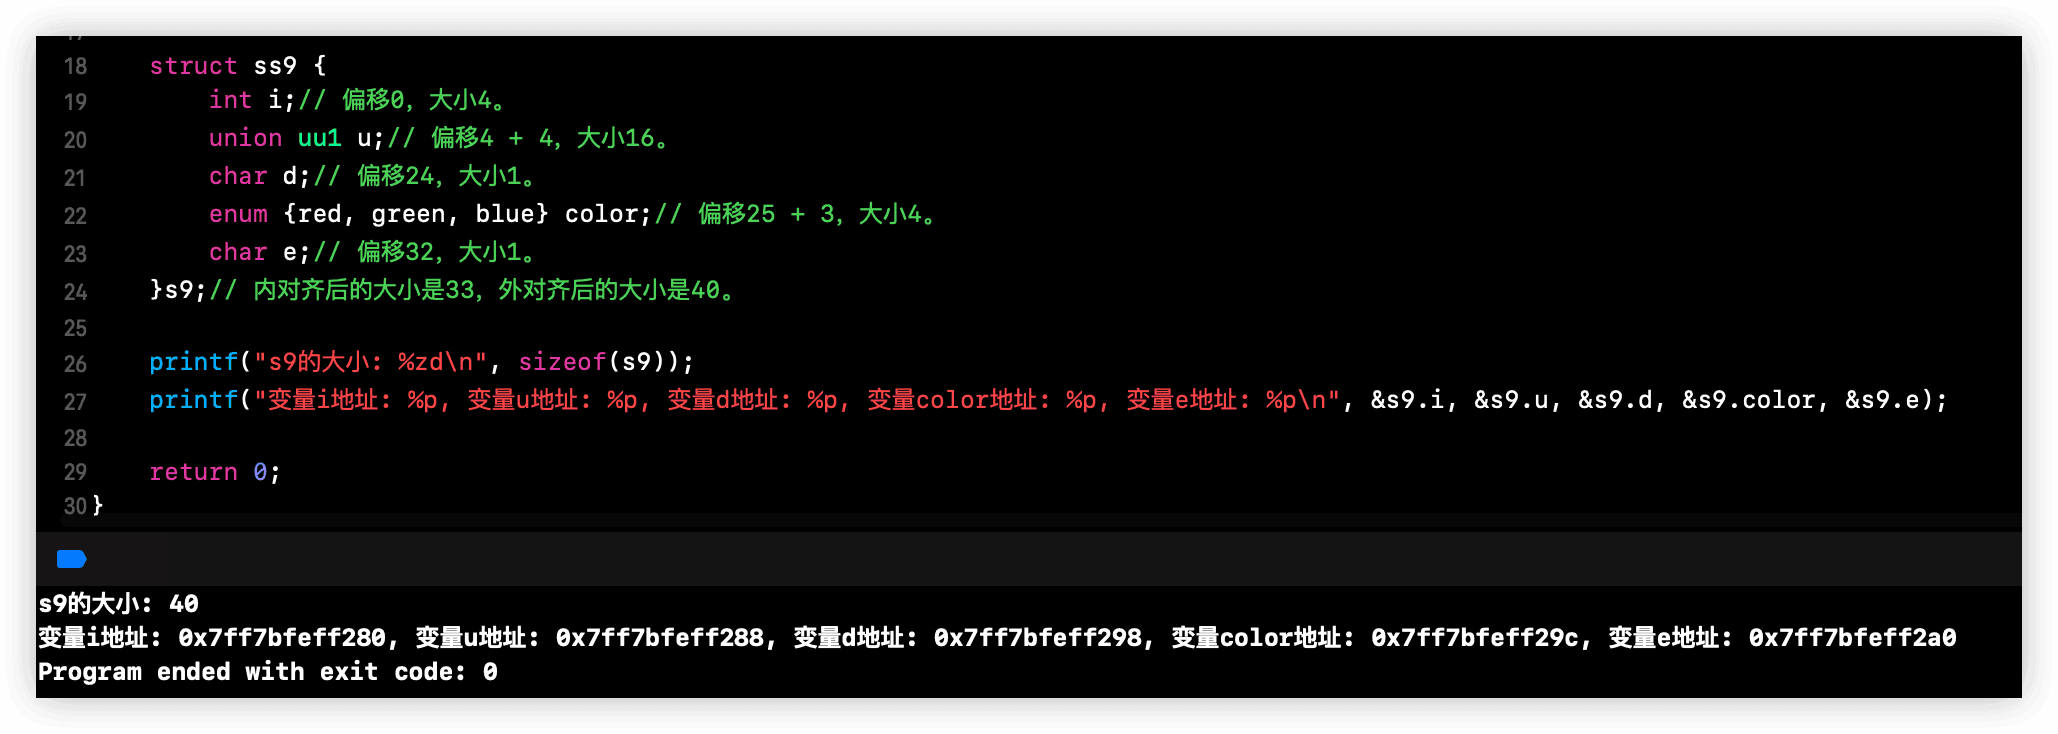 18 struct ss9 {
19 int i;// 偏移0，大小4。
20 union uu1 u;// 偏移4 + 4，大小16。
21 char d;// 偏移24，大小1。
22 enum {red, green, blue} color;// 偏移25 + 3，大小4。
23 char e;// 偏移32，大小1。
24 }s9;// 内对齐后的大小是33，外对齐后的大小是40。
25
26 printf("s9的大小: %zd\n", sizeof(s9));
27 printf("变量i地址: %p, 变量u地址: %p, 变量d地址: %p, 变量color地址: %p, 变量e地址: %p\n", &s9.i, &s9.u, &s9.d, &s9.color, &s9.e);
28
29 return 0;
30 }
s9的大小: 40
变量i地址: 0x7ff7bfeff280, 变量u地址: 0x7ff7bfeff288, 变量d地址: 0x7ff7bfeff298, 变量color地址: 0x7ff7bfeff29c, 变量e地址: 0x7ff7bfeff2a0
Program ended with exit code: 0